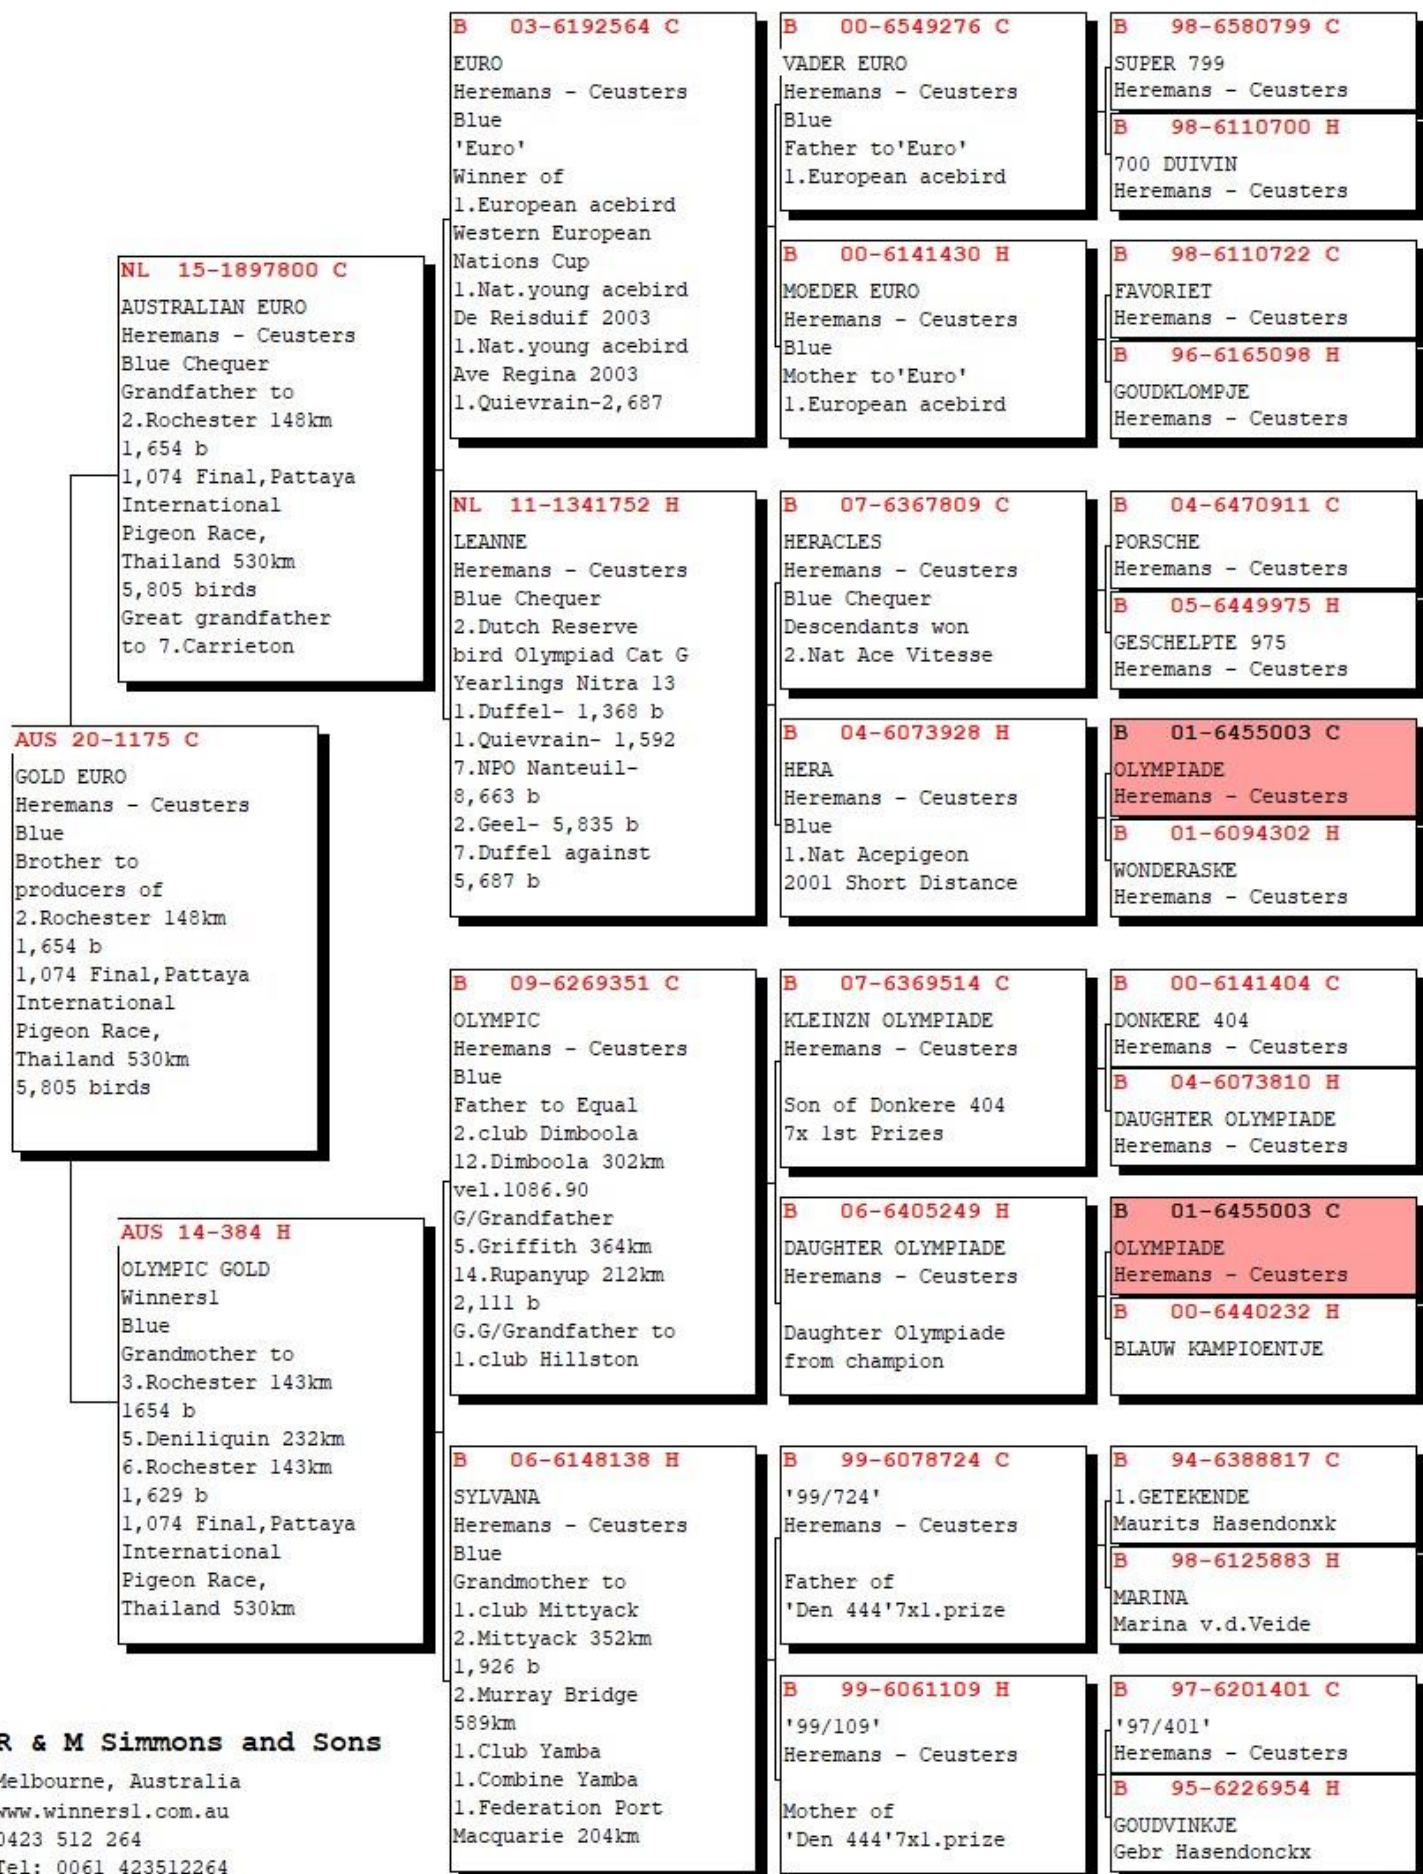 AUS 20-1175 C
GOLD EURO
Heremans - Ceusters
Blue
Brother to
producers of
2.Rochester 148km
1,654 b
1,074 Final,Pattaya
International
Pigeon Race,
Thailand 530km
5,805 birds
NL 15-1897800 C
AUSTRALIAN EURO
Heremans - Ceusters
Blue Chequer
Grandfather to
2.Rochester 148km
1,654 b
1,074 Final,Pattaya
International
Pigeon Race,
Thailand 530km
5,805 birds
Great grandfather
to 7.Carrieton
AUS 14-384 H
OLYMPIC GOLD
Winners1
Blue
Grandmother to
3.Rochester 143km
1654 b
5.Deniliquin 232km
6.Rochester 143km
1,629 b
1,074 Final,Pattaya
International
Pigeon Race,
Thailand 530km
B 03-6192564 C
EURO
Heremans - Ceusters
Blue
'Euro'
Winner of
1.European acebird
Western European
Nations Cup
1.Nat.young acebird
De Reisduif 2003
1.Nat.young acebird
Ave Regina 2003
1.Quievrain-2,687
NL 11-1341752 H
LEANNE
Heremans - Ceusters
Blue Chequer
2.Dutch Reserve
bird Olympiad Cat G
Yearlings Nitra 13
1.Duffel- 1,368 b
1.Quievrain- 1,592
7.NPO Nanteuil-
8,663 b
2.Geel- 5,835 b
7.Duffel against
5,687 b
B 09-6269351 C
OLYMPIC
Heremans - Ceusters
Blue
Father to Equal
2.club Dimboola
12.Dimboola 302km
vel.1086.90
G/Grandfather
5.Griffith 364km
14.Rupanyup 212km
2,111 b
G.G/Grandfather to
1.club Hillston
B 06-6148138 H
SYLVANA
Heremans - Ceusters
Blue
Grandmother to
1.club Mittyack
2.Mittyack 352km
1,926 b
2.Murray Bridge
589km
1.Club Yamba
1.Combine Yamba
1.Federation Port
Macquarie 204km
B 00-6549276 C
VADER EURO
Heremans - Ceusters
Blue
Father to'Euro'
1.European acebird
B 00-6141430 H
MOEDER EURO
Heremans - Ceusters
Blue
Mother to'Euro'
1.European acebird
B 07-6367809 C
HERACLES
Heremans - Ceusters
Blue Chequer
Descendants won
2.Nat Ace Vitesse
B 04-6073928 H
HERA
Heremans - Ceusters
Blue
1.Nat Acepigeon
2001 Short Distance
B 07-6369514 C
KLEINZN OLYMPIADE
Heremans - Ceusters
Son of Donkere 404
7x 1st Prizes
B 06-6405249 H
DAUGHTER OLYMPIADE
Heremans - Ceusters
Daughter Olympiade
from champion
B 99-6078724 C
'99/724'
Heremans - Ceusters
Father of
'Den 444'7x1.prize
B 99-6061109 H
'99/109'
Heremans - Ceusters
Mother of
'Den 444'7x1.prize
B 98-6580799 C
SUPER 799
Heremans - Ceusters
B 98-6110700 H
700 DUIVIN
Heremans - Ceusters
B 98-6110722 C
FAVORIET
Heremans - Ceusters
B 96-6165098 H
GOUDKLOMPJE
Heremans - Ceusters
B 04-6470911 C
PORSCHE
Heremans - Ceusters
B 05-6449975 H
GESCHELPTE 975
Heremans - Ceusters
B 01-6455003 C
OLYMPIADE
Heremans - Ceusters
B 01-6094302 H
WONDERASKE
Heremans - Ceusters
B 00-6141404 C
DONKERE 404
Heremans - Ceusters
B 04-6073810 H
DAUGHTER OLYMPIADE
Heremans - Ceusters
B 01-6455003 C
OLYMPIADE
Heremans - Ceusters
B 00-6440232 H
BLAUW KAMPIOENTJE
B 94-6388817 C
1.GETEKENDE
Maurits Hasendonxk
B 98-6125883 H
MARINA
Marina v.d.Veide
B 97-6201401 C
'97/401'
Heremans - Ceusters
B 95-6226954 H
GOUDVINKJE
Gebr Hasendonckx
R & M Simmons and Sons
Melbourne, Australia
www.winners1.com.au
0423 512 264
Tel: 0061 423512264